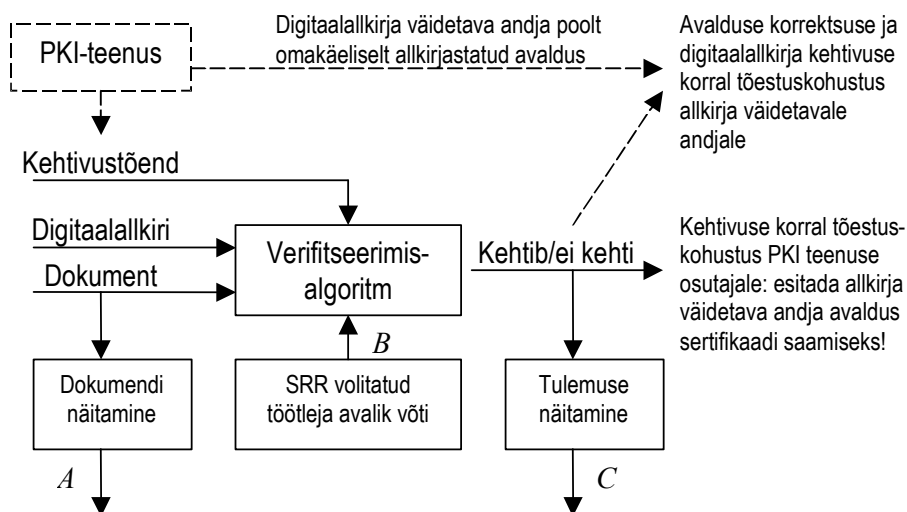 PKI-teenus
Digitaalallkirja väidetava andja poolt
omakäeliselt allkirjastatud avaldus
Avalduse korrektsuse ja
digitaalallkirja kehtivuse
korral tõestuskohustus
allkirja väidetavale
andjale
Kehtivustõend
Digitaalallkiri
Dokument
Verifitseerimis-
algoritm
Kehtib/ei kehti
Kehtivuse korral tõestus-
kohustus PKI teenuse
osutajale: esitada allkirja
väidetava andja avaldus
sertifikaadi saamiseks!
B
Dokumendi
näitamine
SRR volitatud
töötleja avalik võti
Tulemuse
näitamine
A
C